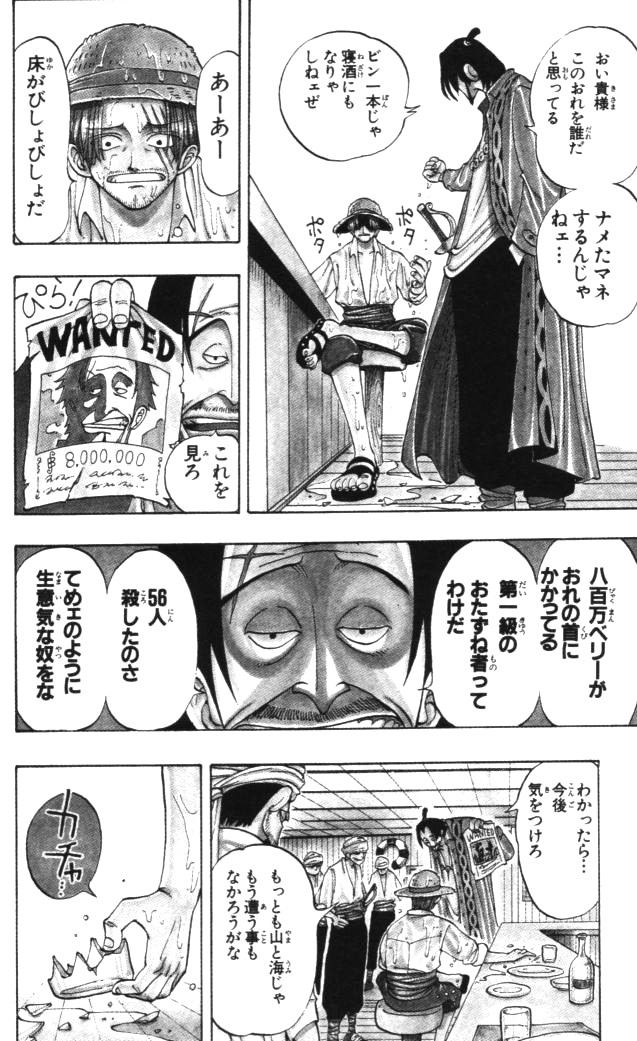 おい貴様
このおれを誰だ
と思ってる
ナメたマネ
するんじゃ
ねェ…
ビン一本じゃ
寝酒にも
なりゃ
しねェぜ
ポタ
ポタ
あーあー
床がびしょびしょだ
ぴら!
WANTED
฿8,000,000
これを
見ろ
八百万ベリーが
おれの首に
かかってる
第一級の
おたずね者って
わけだ
56人
殺したのさ
てめェのように
生意気な奴をな
わかったら…
今後
気をつけろ
WANTED
もっとも山と海じゃ
もう遭う事も
なかろうがな
カチャ…